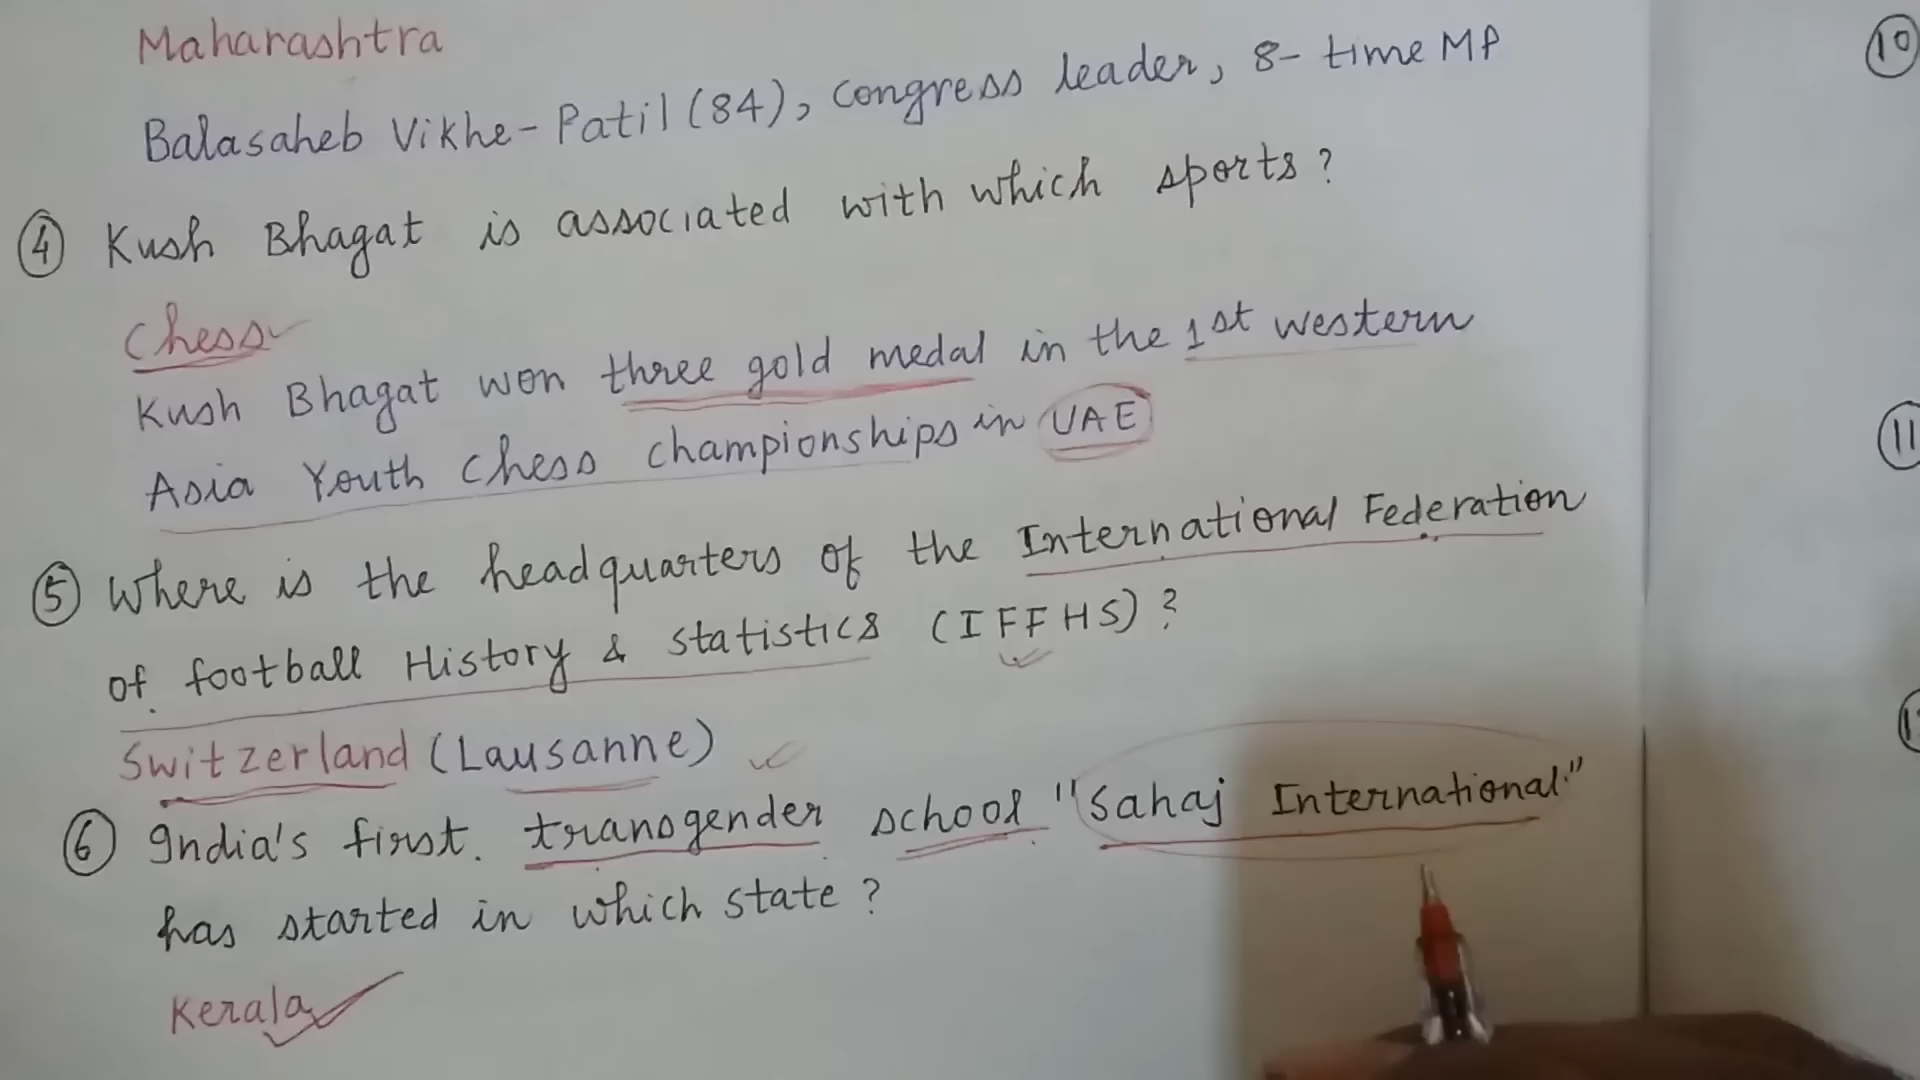 Maharashtra
Balasaheb Vikhe-Patil (84), Congress leader, 8-time MP
④ Kush Bhagat is associated with which sports?
Chess
Kush Bhagat won three gold medal in the 1st western
Asia Youth Chess championships in UAE
⑤ Where is the headquarters of the International Federation
of football History & statistics (IFFHS)?
Switzerland (Lausanne)
⑥ India's first. transgender school "Sahaj International"
has started in which state?
Kerala
⑩
⑪